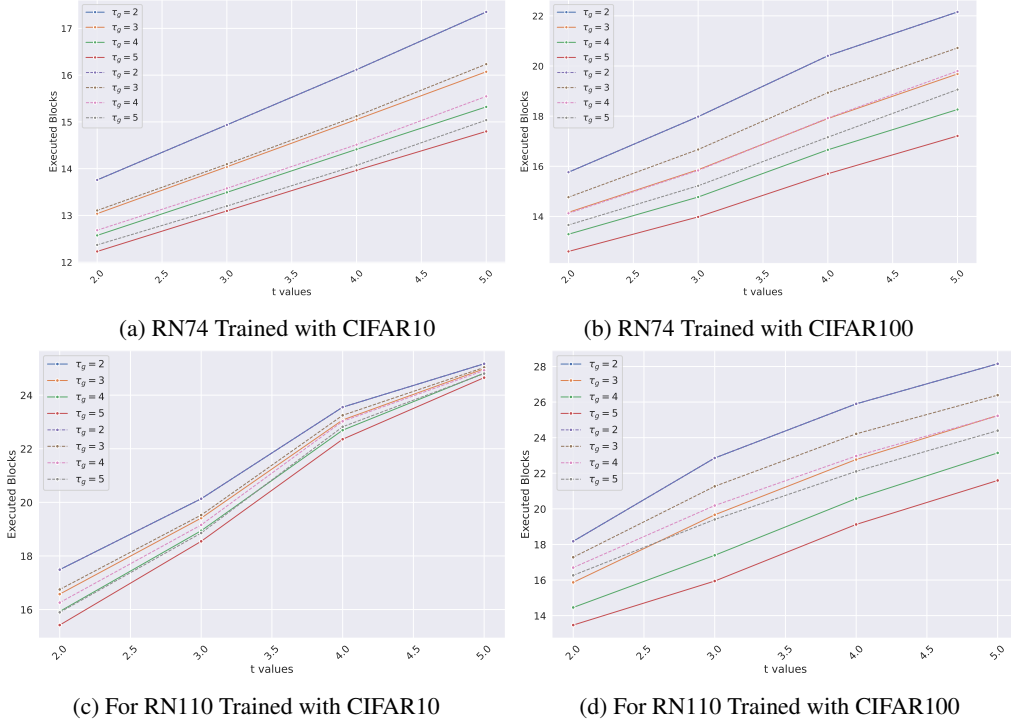 τg = 2
τg = 3
τg = 4
τg = 5
τg = 2
τg = 3
τg = 4
τg = 5
Executed Blocks
17
16
15
14
13
12
2.0 2.5 3.0 3.5 4.0 4.5 5.0
t values
(a) RN74 Trained with CIFAR10
τg = 2
τg = 3
τg = 4
τg = 5
τg = 2
τg = 3
τg = 4
τg = 5
Executed Blocks
22
20
18
16
14
2.0 2.5 3.0 3.5 4.0 4.5 5.0
t values
(b) RN74 Trained with CIFAR100
τg = 2
τg = 3
τg = 4
τg = 5
τg = 2
τg = 3
τg = 4
τg = 5
Executed Blocks
24
22
20
18
16
2.0 2.5 3.0 3.5 4.0 4.5 5.0
t values
(c) For RN110 Trained with CIFAR10
τg = 2
τg = 3
τg = 4
τg = 5
τg = 2
τg = 3
τg = 4
τg = 5
Executed Blocks
28
26
24
22
20
18
16
14
2.0 2.5 3.0 3.5 4.0 4.5 5.0
t values
(d) For RN110 Trained with CIFAR100